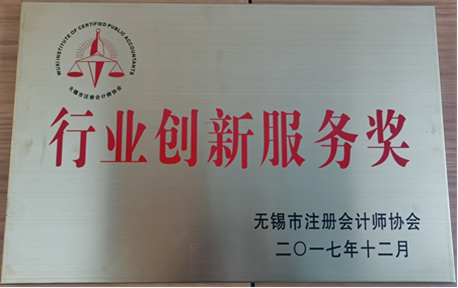 WUXI INSTITUTE OF CERTIFIED PUBLIC ACCOUNTANTS
无锡市注册会计师协会
行业创新服务奖
无锡市注册会计师协会
二〇一七年十二月